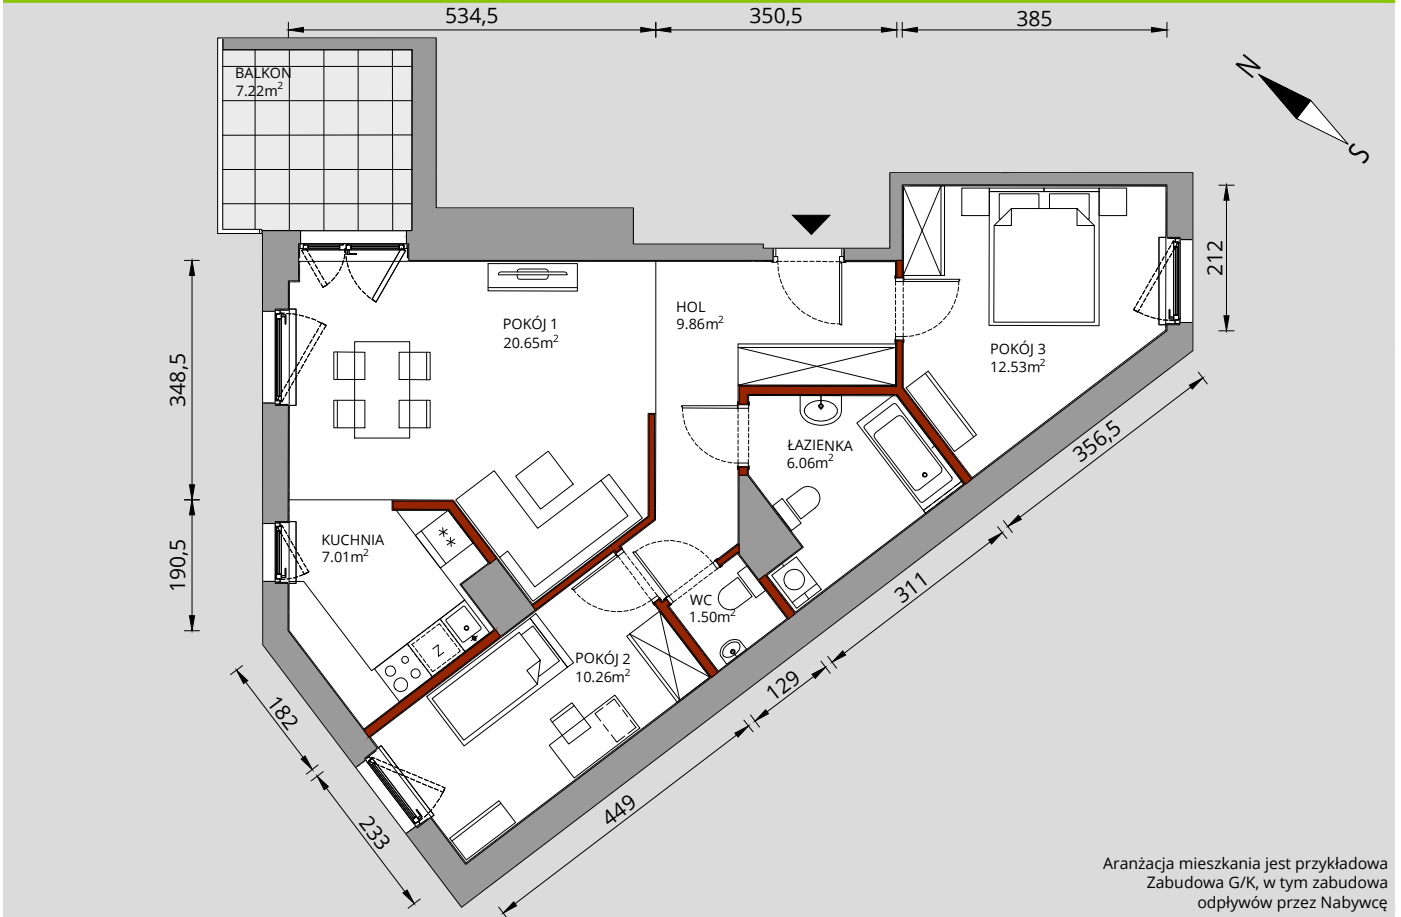 534,5
350,5
385
BALKON
7.22m²
N
S
212
HOL
9.86m²
POKÓJ 1
20.65m²
POKÓJ 3
12.53m²
348,5
ŁAZIENKA
6.06m²
356,5
KUCHNIA
7.01m²
190,5
311
WC
1.50m²
Z
POKÓJ 2
10.26m²
129
182
449
233
Aranżacja mieszkania jest przykładowa
Zabudowa G/K, w tym zabudowa
odpływów przez Nabywcę